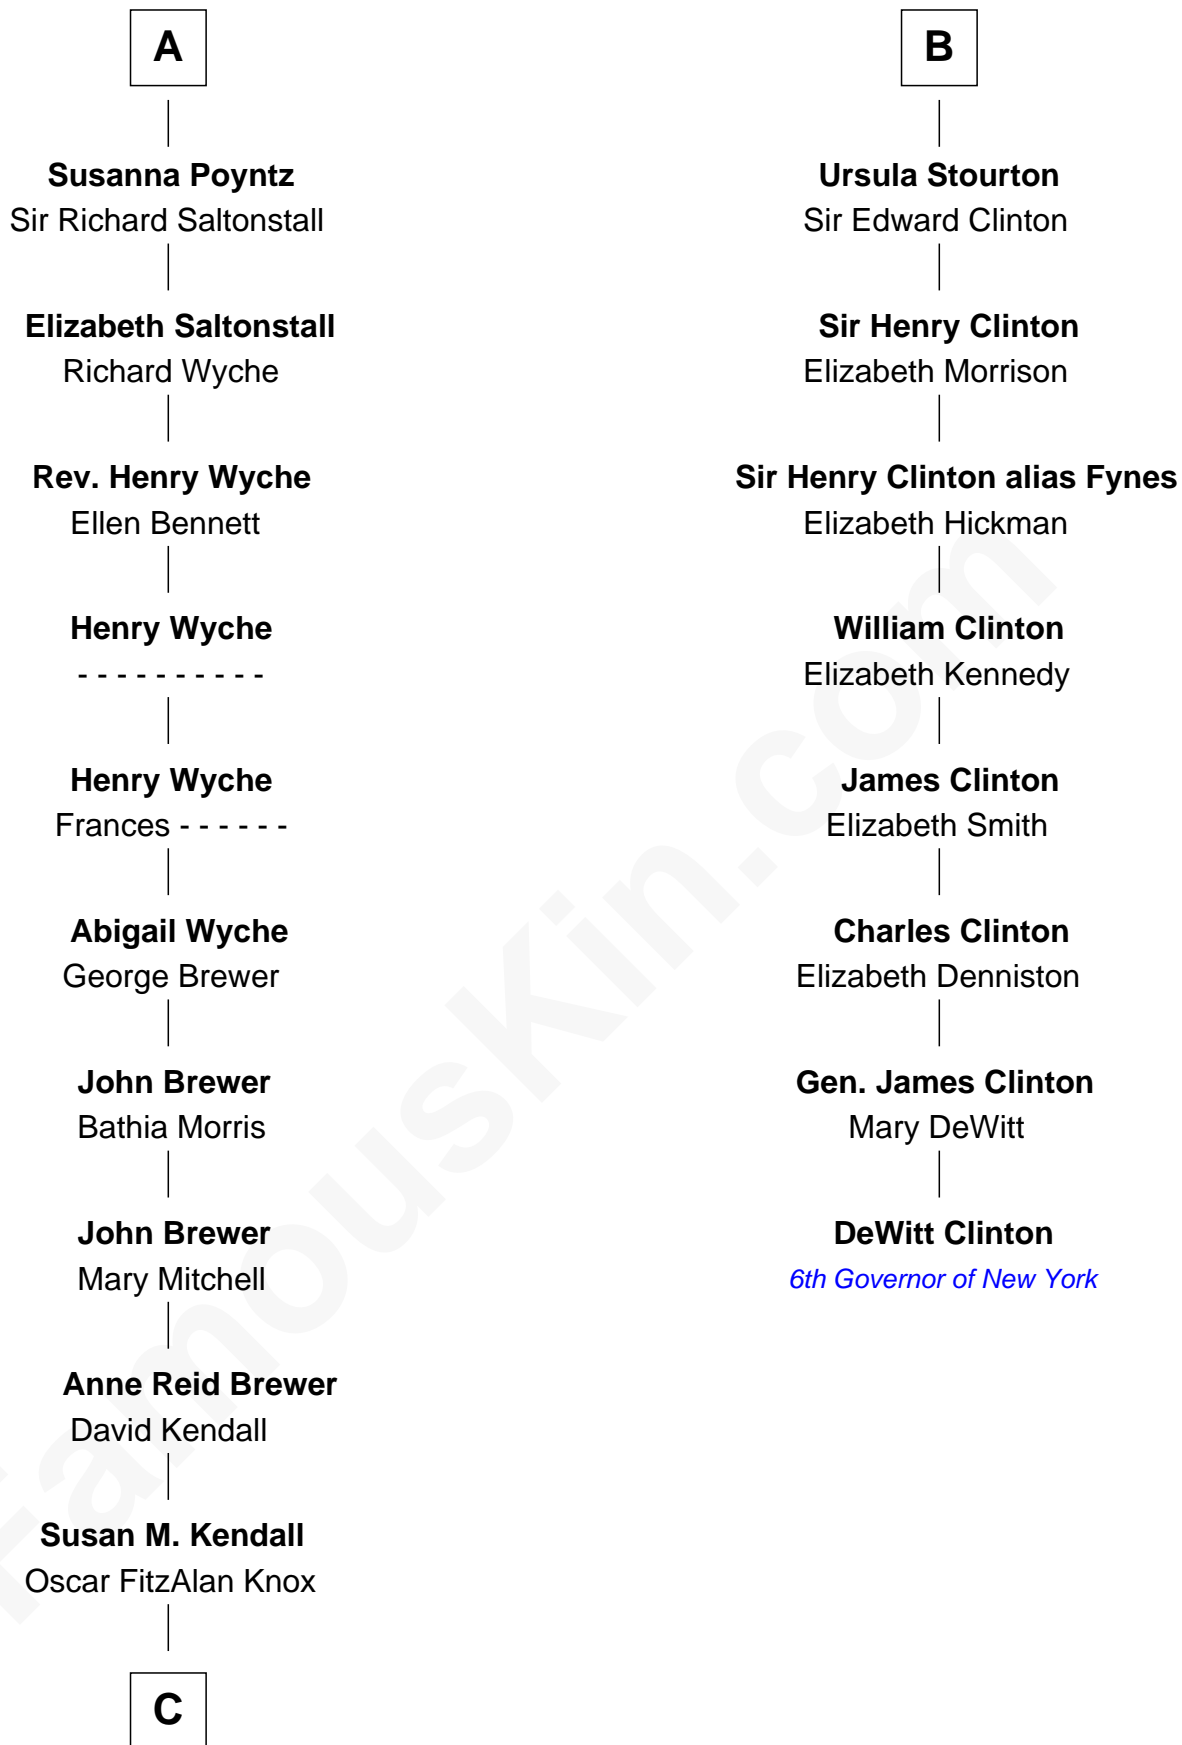 A
Susanna Poyntz
Sir Richard Saltonstall
Elizabeth Saltonstall
Richard Wyche
Rev. Henry Wyche
Ellen Bennett
Henry Wyche
- - - - - - - - - -
Henry Wyche
Frances - - - - - -
Abigail Wyche
George Brewer
John Brewer
Bathia Morris
John Brewer
Mary Mitchell
Anne Reid Brewer
David Kendall
Susan M. Kendall
Oscar FitzAlan Knox
C
B
Ursula Stourton
Sir Edward Clinton
Sir Henry Clinton
Elizabeth Morrison
Sir Henry Clinton alias Fynes
Elizabeth Hickman
William Clinton
Elizabeth Kennedy
James Clinton
Elizabeth Smith
Charles Clinton
Elizabeth Denniston
Gen. James Clinton
Mary DeWitt
DeWitt Clinton
6th Governor of New York
FamousKin.com